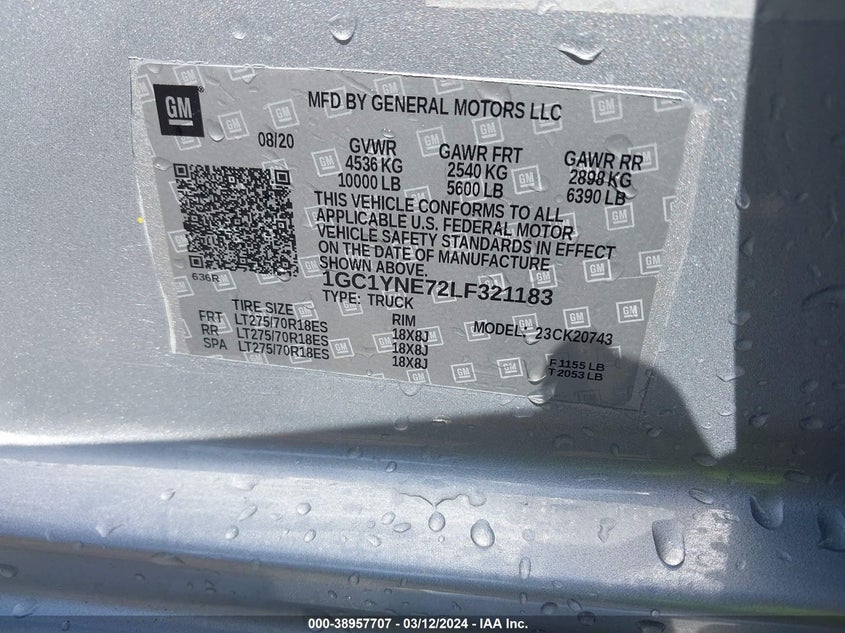 GM
MFD BY GENERAL MOTORS LLC
08/20
GVWR
4536 KG
10000 LB
GAWR FRT
2540 KG
5600 LB
GAWR RR
2898 KG
6390 LB
THIS VEHICLE CONFORMS TO ALL
APPLICABLE U.S. FEDERAL MOTOR
VEHICLE SAFETY STANDARDS IN EFFECT
ON THE DATE OF MANUFACTURE
SHOWN ABOVE.
636R
1GC1YNE72LF321183
TYPE: TRUCK
TIRE SIZE
RIM
MODEL: 23CK20743
FRT LT275/70R18ES 18X8J
RR LT275/70R18ES 18X8J
SPA LT275/70R18ES 18X8J
F 1155 LB
T 2053 LB
000-38957707 - 03/12/2024 - IAA Inc.